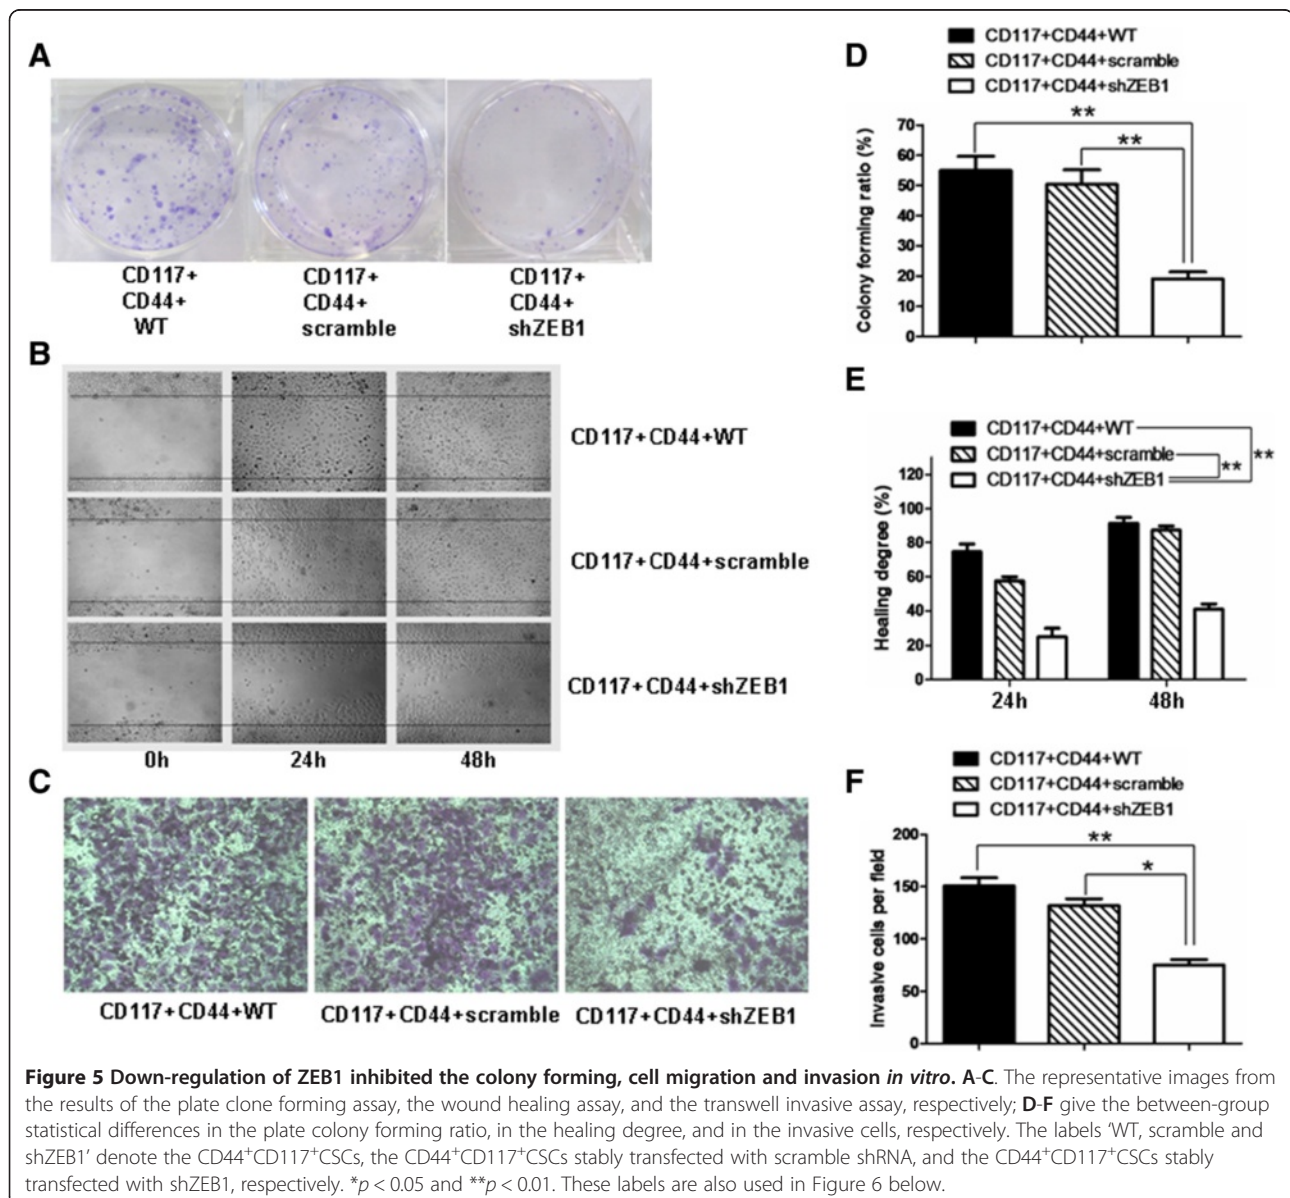 A
CD117+
CD44+
WT
CD117+
CD44+
scramble
CD117+
CD44+
shZEB1
B
CD117+CD44+WT
CD117+CD44+scramble
CD117+CD44+shZEB1
0h
24h
48h
C
CD117+CD44+WT
CD117+CD44+scramble
CD117+CD44+shZEB1
D
CD117+CD44+WT
CD117+CD44+scramble
CD117+CD44+shZEB1
Colony forming ratio (%)
70
60
50
40
30
20
10
0
**
**
E
CD117+CD44+WT
CD117+CD44+scramble
CD117+CD44+shZEB1
**
**
Healing degree (%)
120
100
80
60
40
20
0
24h
48h
F
CD117+CD44+WT
CD117+CD44+scramble
CD117+CD44+shZEB1
Invasive cells per field
200
150
100
50
0
**
*
Figure 5 Down-regulation of ZEB1 inhibited the colony forming, cell migration and invasion in vitro. A-C. The representative images from
the results of the plate clone forming assay, the wound healing assay, and the transwell invasive assay, respectively; D-F give the between-group
statistical differences in the plate colony forming ratio, in the healing degree, and in the invasive cells, respectively. The labels ‘WT, scramble and
shZEB1’ denote the CD44⁺CD117⁺CSCs, the CD44⁺CD117⁺CSCs stably transfected with scramble shRNA, and the CD44⁺CD117⁺CSCs stably
transfected with shZEB1, respectively. *p < 0.05 and **p < 0.01. These labels are also used in Figure 6 below.